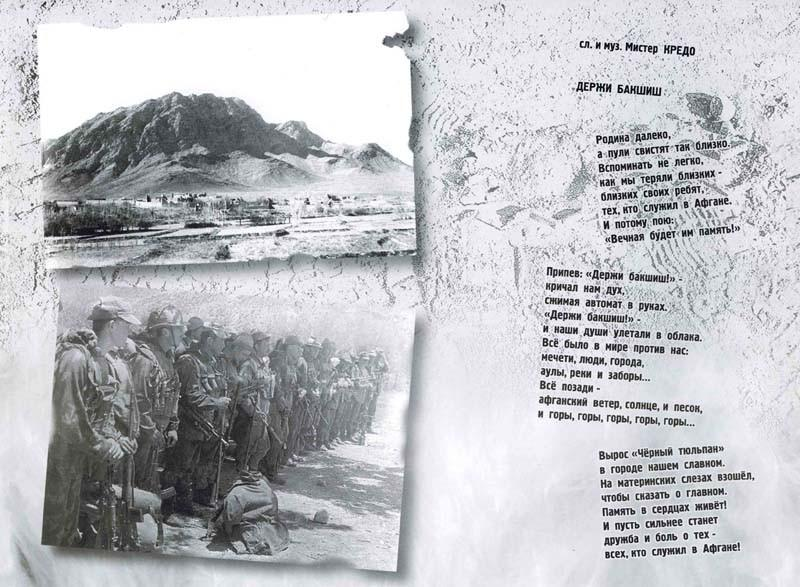 сл. и муз. Мистер КРЕДО
ДЕРЖИ БАКШИШ
Родина далеко,
а пули свистят так близко.
Вспоминать не легко,
как мы теряли близких -
близких своих ребят,
тех, кто служил в Афгане.
И потому пою:
«Вечная будет им память!»
Припев: «Держи бакшиш!» -
кричал нам дух,
сжимая автомат в руках.
«Держи бакшиш!» -
и наши души улетали в облака.
Всё было в мире против нас:
мечети, люди, города,
аулы, реки и заборы...
Всё позади -
афганский ветер, солнце, и песок,
и горы, горы, горы, горы, горы...
Вырос «Чёрный тюльпан»
в городе нашем славном.
На материнских слезах взошёл,
чтобы сказать о главном.
Память в сердцах живёт!
И пусть сильнее станет
дружба и боль о тех -
всех, кто служил в Афгане!